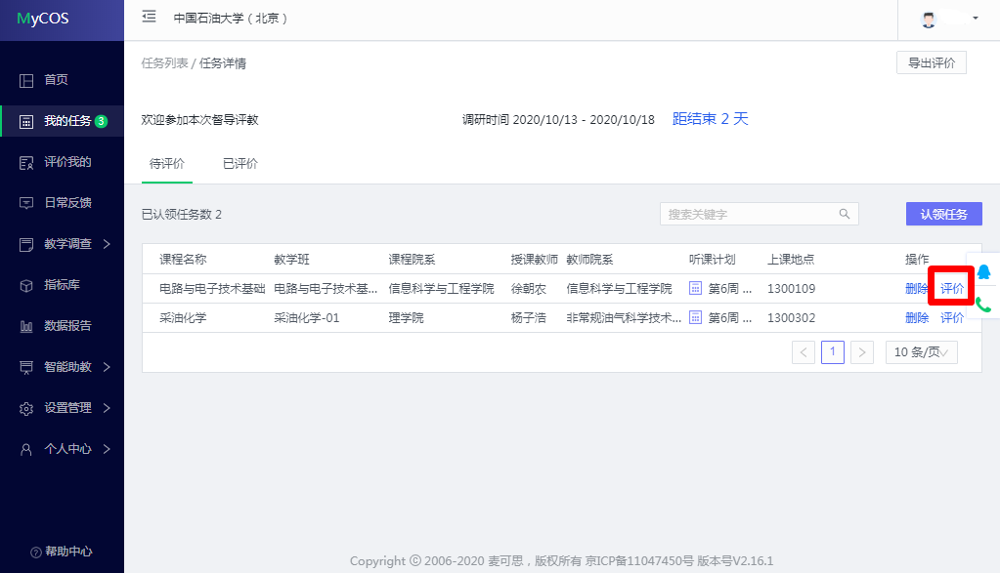 MyCOS
中国石油大学（北京）
首页
我的任务 3
评价我的
日常反馈
教学调查
指标库
数据报告
智能助教
设置管理
个人中心
帮助中心
任务列表 / 任务详情
导出评价
欢迎参加本次督导评教
调研时间 2020/10/13 - 2020/10/18 距结束 2 天
待评价 已评价
已认领任务数 2
搜索关键字
认领任务
课程名称 教学班 课程院系 授课教师 教师院系 听课计划 上课地点 操作
电路与电子技术基础 电路与电子技术基... 信息科学与工程学院 徐朝农 信息科学与工程学院 第6周 ... 1300109 删除 评价
采油化学 采油化学-01 理学院 杨子浩 非常规油气科学技术... 第6周 ... 1300302 删除 评价
< 1 > 10 条/页
Copyright ⓒ 2006-2020 麦可思，版权所有 京ICP备11047450号 版本号V2.16.1